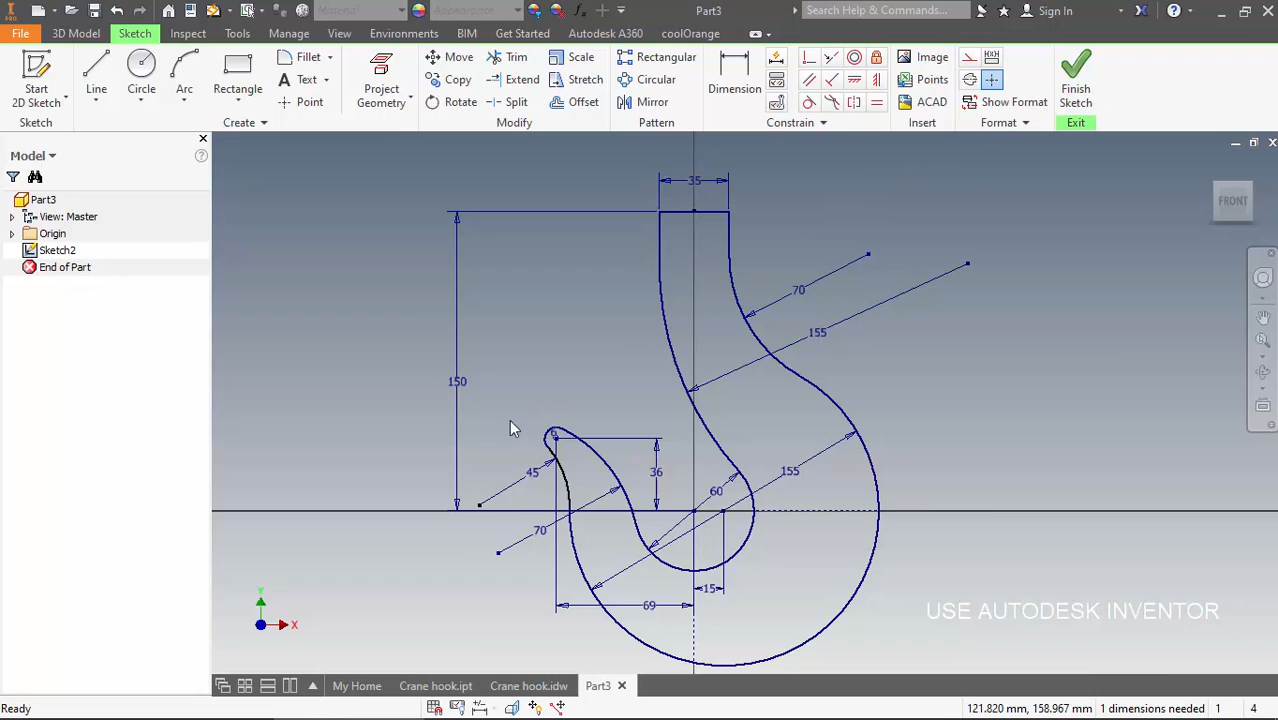 Material
Appearance
Part3
Search Help & Commands...
Sign In
PRO
File
3D Model
Sketch
Inspect
Tools
Manage
View
Environments
BIM
Get Started
Autodesk A360
coolOrange
Start
2D Sketch
Line
Circle
Arc
Rectangle
Fillet
Text
Point
Project
Geometry
Move
Copy
Rotate
Trim
Extend
Split
Scale
Stretch
Offset
Rectangular
Circular
Mirror
Dimension
Image
Points
ACAD
Show Format
Finish
Sketch
Sketch
Create
Modify
Pattern
Constrain
Insert
Format
Exit
Model
Part3
View: Master
Origin
Sketch2
End of Part
FRONT
35
70
155
150
45
36
155
60
70
15
69
Y
X
USE AUTODESK INVENTOR
My Home
Crane hook.ipt
Crane hook.idw
Part3
Ready
121.820 mm, 158.967 mm
1 dimensions needed
1
4